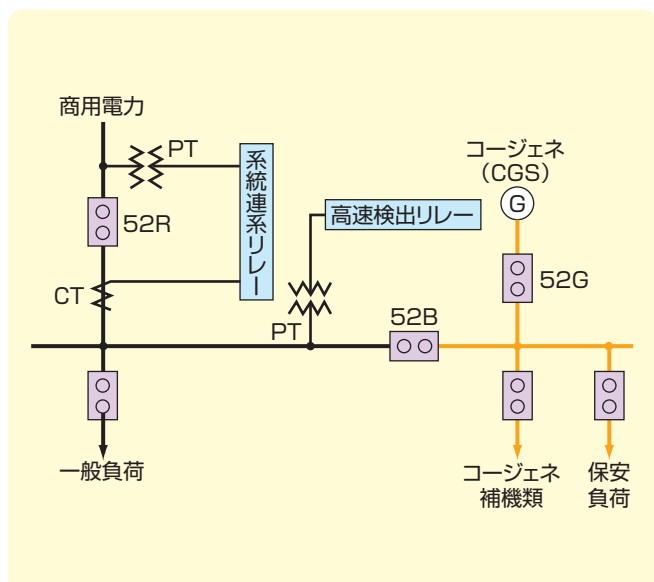 商用電力
PT
系統連系リレー
コージェネ
（CGS）
高速検出リレー
G
52R
52G
CT
PT
52B
一般負荷
コージェネ
補機類
保安
負荷